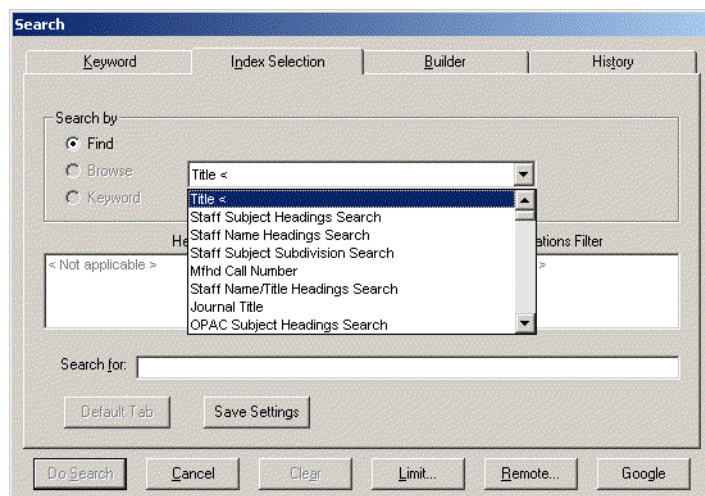 Search
Keyword Index Selection Builder History
Search by
Find
Browse
Title <
Keyword
Title <
Staff Subject Headings Search
Staff Name Headings Search
Staff Subject Subdivision Search
Mfhd Call Number
Staff Name/Title Headings Search
Journal Title
OPAC Subject Headings Search
He ations Filter
< Not applicable > >
Search for:
Default Tab Save Settings
Do Search Cancel Clear Limit... Remote... Google